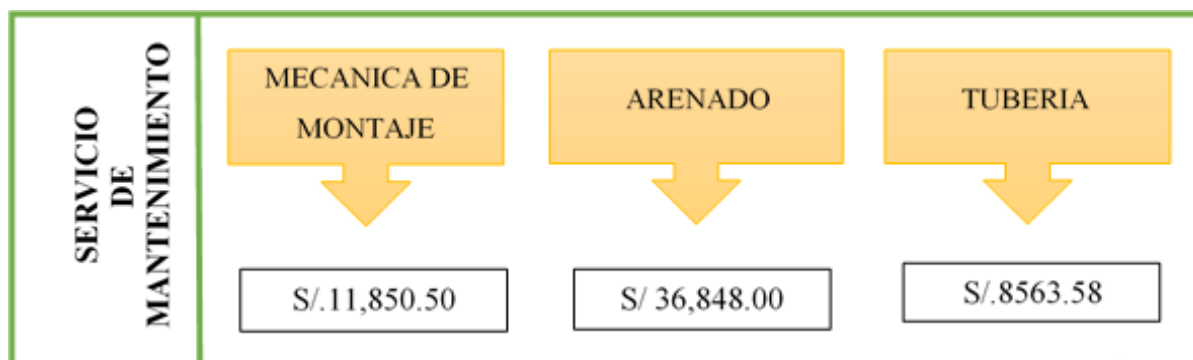 SERVICIO
DE
MANTENIMIENTO
MECANICA DE
MONTAJE
ARENADO
TUBERIA
S/.11,850.50
S/ 36,848.00
S/.8563.58